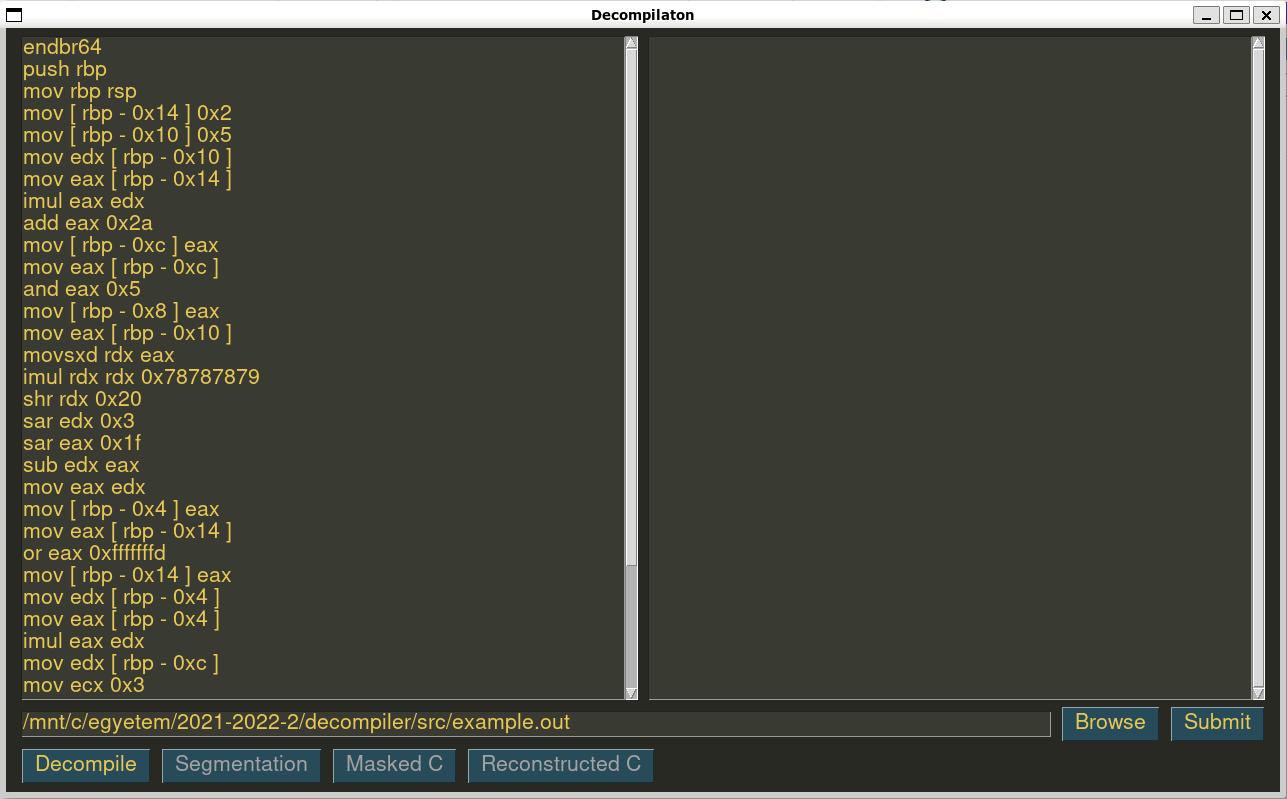 Decompilaton
endbr64
push rbp
mov rbp rsp
mov [ rbp - 0x14 ] 0x2
mov [ rbp - 0x10 ] 0x5
mov edx [ rbp - 0x10 ]
mov eax [ rbp - 0x14 ]
imul eax edx
add eax 0x2a
mov [ rbp - 0xc ] eax
mov eax [ rbp - 0xc ]
and eax 0x5
mov [ rbp - 0x8 ] eax
mov eax [ rbp - 0x10 ]
movsxd rdx eax
imul rdx rdx 0x78787879
shr rdx 0x20
sar edx 0x3
sar eax 0x1f
sub edx eax
mov eax edx
mov [ rbp - 0x4 ] eax
mov eax [ rbp - 0x14 ]
or eax 0xfffffffd
mov [ rbp - 0x14 ] eax
mov edx [ rbp - 0x4 ]
mov eax [ rbp - 0x4 ]
imul eax edx
mov edx [ rbp - 0xc ]
mov ecx 0x3
/mnt/c/egyetem/2021-2022-2/decompiler/src/example.out
Browse
Submit
Decompile
Segmentation
Masked C
Reconstructed C